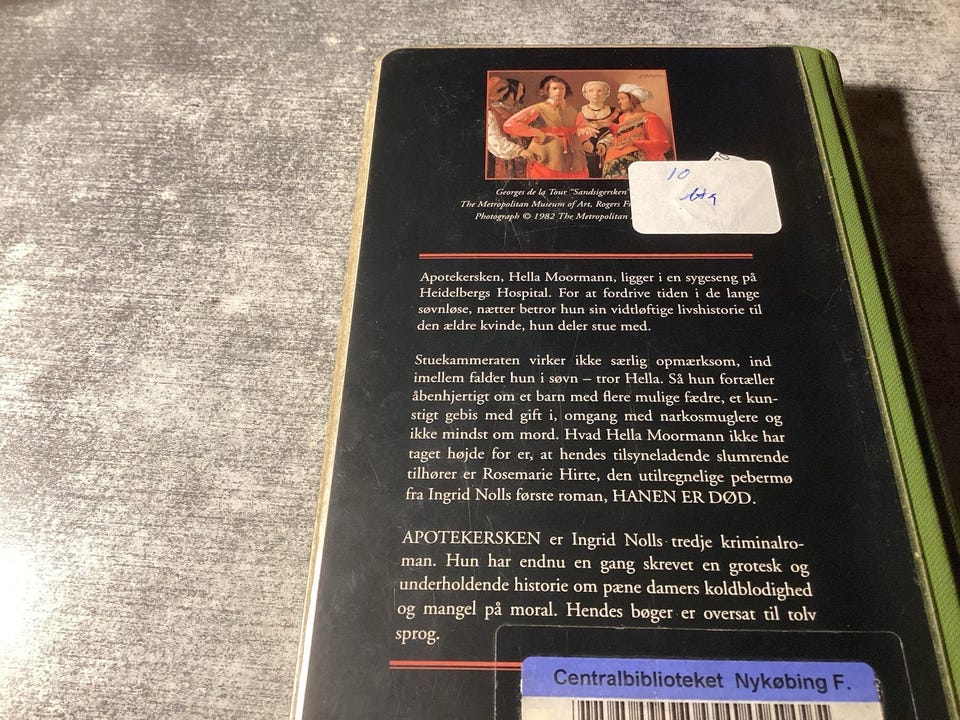 Georges de la Tour "Sandsigersken"
The Metropolitan Museum of Art, Rogers
Photograph © 1982 The Metropolitan
10
Apotekersken, Hella Moormann, ligger i en sygeseng på
Heidelbergs Hospital. For at fordrive tiden i de lange
søvnløse, nætter betror hun sin vidtløftige livshistorie til
den ældre kvinde, hun deler stue med.
Stuekammeraten virker ikke særlig opmærksom, ind
imellem falder hun i søvn – tror Hella. Så hun fortæller
åbenhjertigt om et barn med flere mulige fædre, et kun-
stigt gebis med gift i, omgang med narkosmuglere og
ikke mindst om mord. Hvad Hella Moormann ikke har
taget højde for er, at hendes tilsyneladende slumrende
tilhører er Rosemarie Hirte, den utilregnelige pebermø
fra Ingrid Nolls første roman, HANEN ER DØD.
APOTEKERSKEN er Ingrid Nolls tredje kriminalro-
man. Hun har endnu en gang skrevet en grotesk og
underholdende historie om pæne damers koldblodighed
og mangel på moral. Hendes bøger er oversat til tolv
sprog.
Centralbiblioteket Nykøbing F.